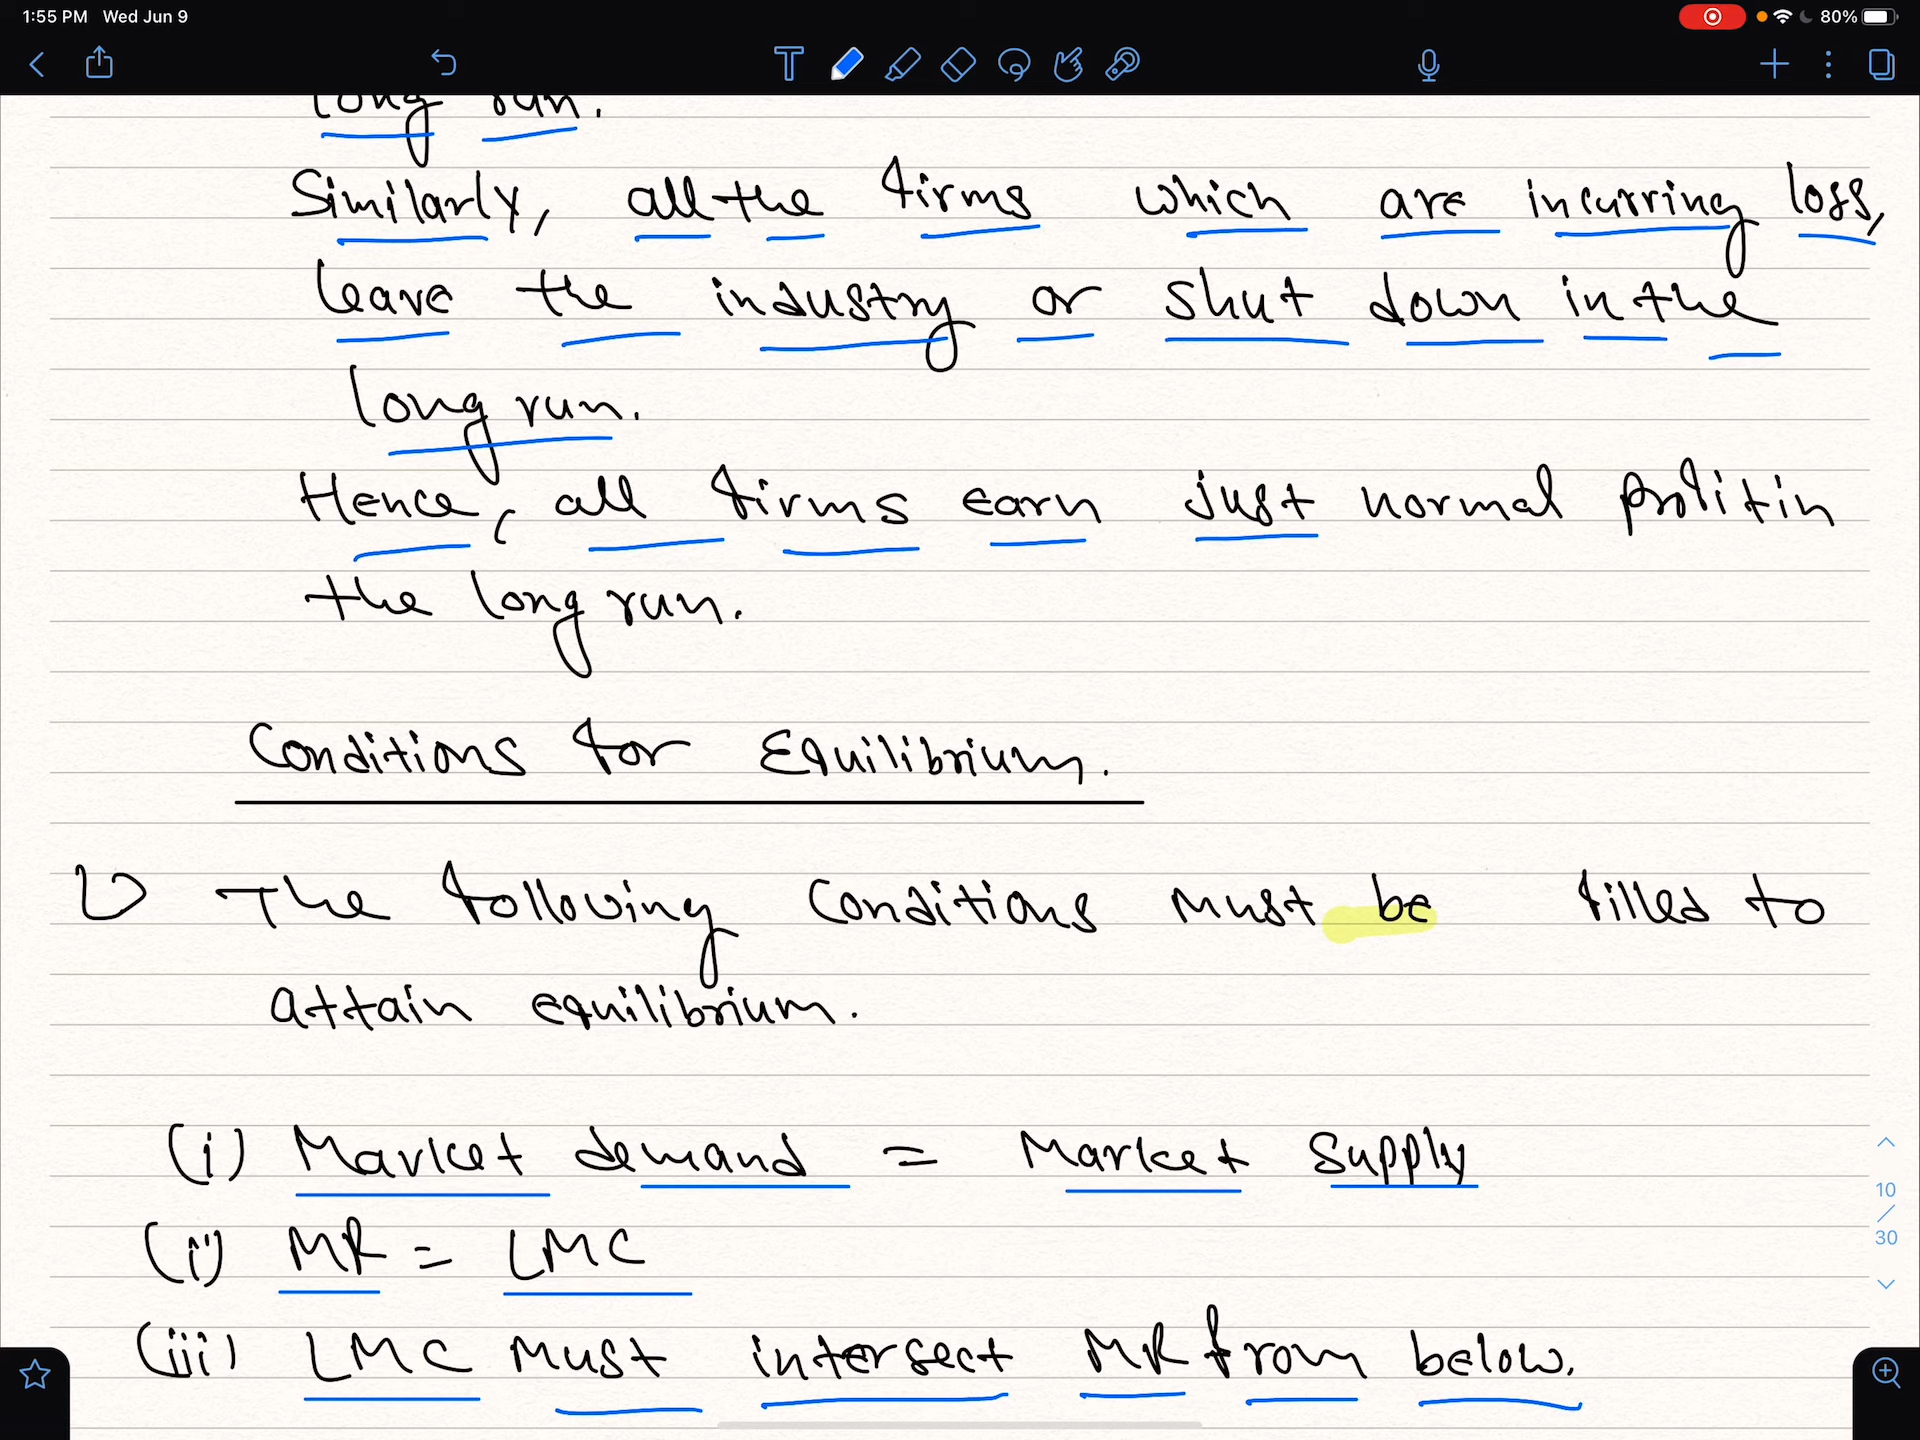 1:55 PM Wed Jun 9
80%
long run.
Similarly, all the firms which are incurring loss,
leave the industry or shut down in the
long run.
Hence, all firms earn just normal profit in
the long run.
Conditions for Equilibrium.
The following conditions must be filled to
attain equilibrium.
(i) Market demand = Market Supply
(ii) MR = LMC
(iii) LMC must intersect MR from below.
10
/
30